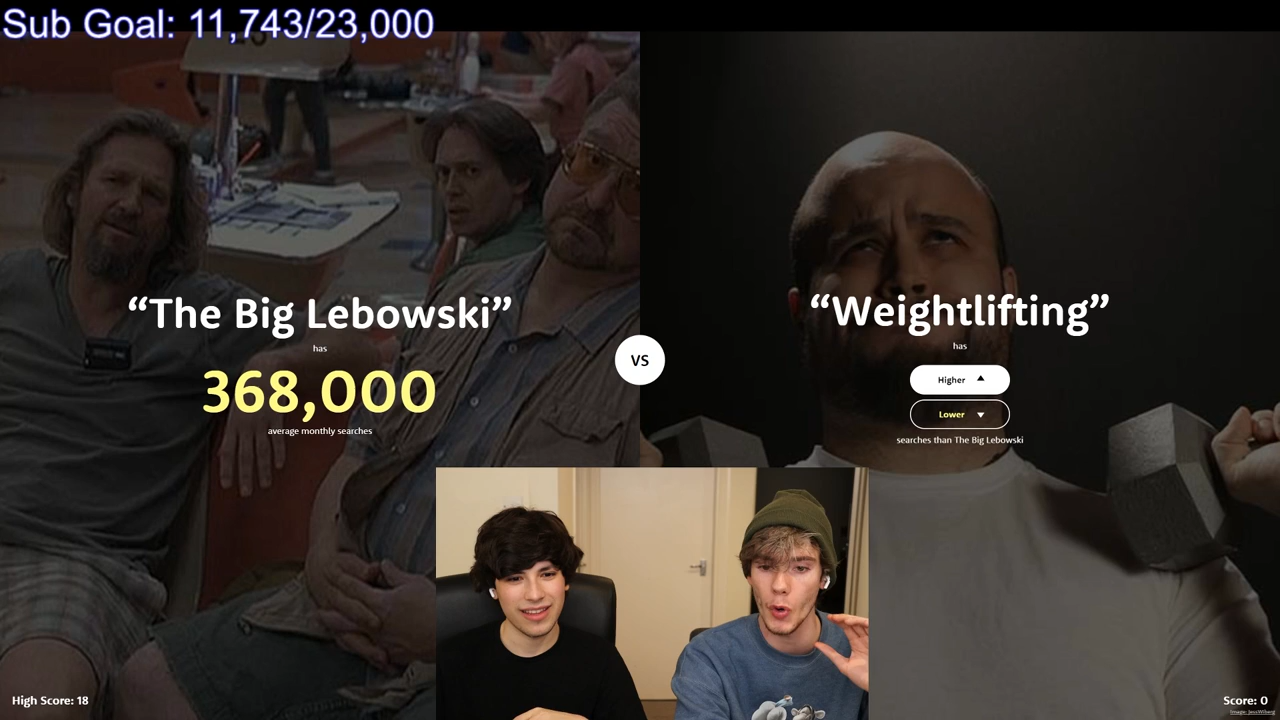 Sub Goal: 11,743/23,000
“The Big Lebowski”
has
368,000
average monthly searches
VS
“Weightlifting”
has
Higher ▲
Lower ▼
searches than The Big Lebowski
High Score: 18
Score: 0